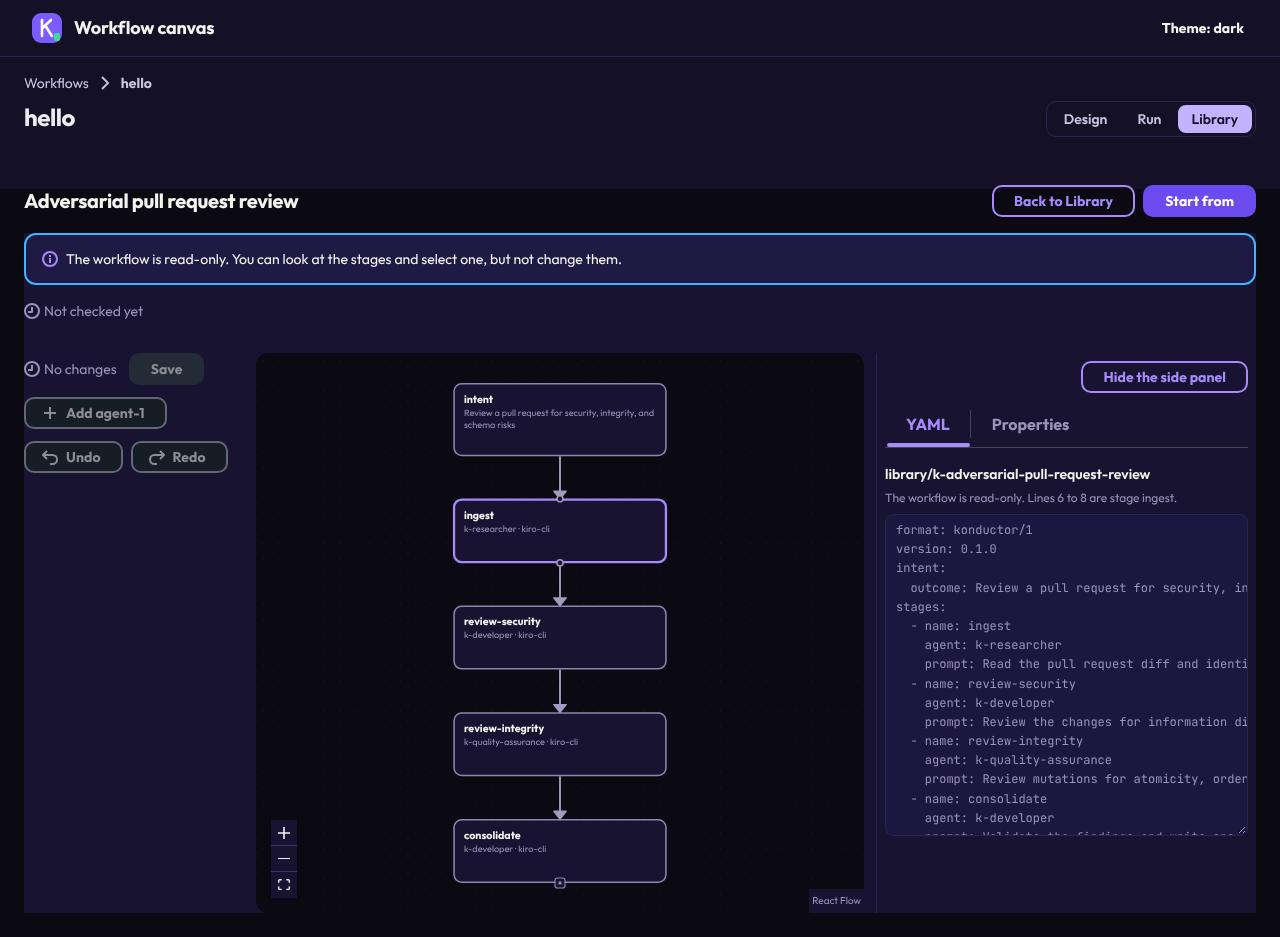 K Workflow canvas
Theme: dark
Workflows > hello
hello
Design Run Library
Adversarial pull request review
Back to Library
Start from
The workflow is read-only. You can look at the stages and select one, but not change them.
Not checked yet
No changes
Save
+ Add agent-1
Undo
Redo
intent
Review a pull request for security, integrity, and
schema risks
ingest
k-researcher · kiro-cli
review-security
k-developer · kiro-cli
review-integrity
k-quality-assurance · kiro-cli
consolidate
k-developer · kiro-cli
React Flow
Hide the side panel
YAML
Properties
library/k-adversarial-pull-request-review
The workflow is read-only. Lines 6 to 8 are stage ingest.
format: konductor/1
version: 0.1.0
intent:
  outcome: Review a pull request for security, in
stages:
  - name: ingest
    agent: k-researcher
    prompt: Read the pull request diff and identi
  - name: review-security
    agent: k-developer
    prompt: Review the changes for information di
  - name: review-integrity
    agent: k-quality-assurance
    prompt: Review mutations for atomicity, order
  - name: consolidate
    agent: k-developer
    prompt: Validate the findings and write one